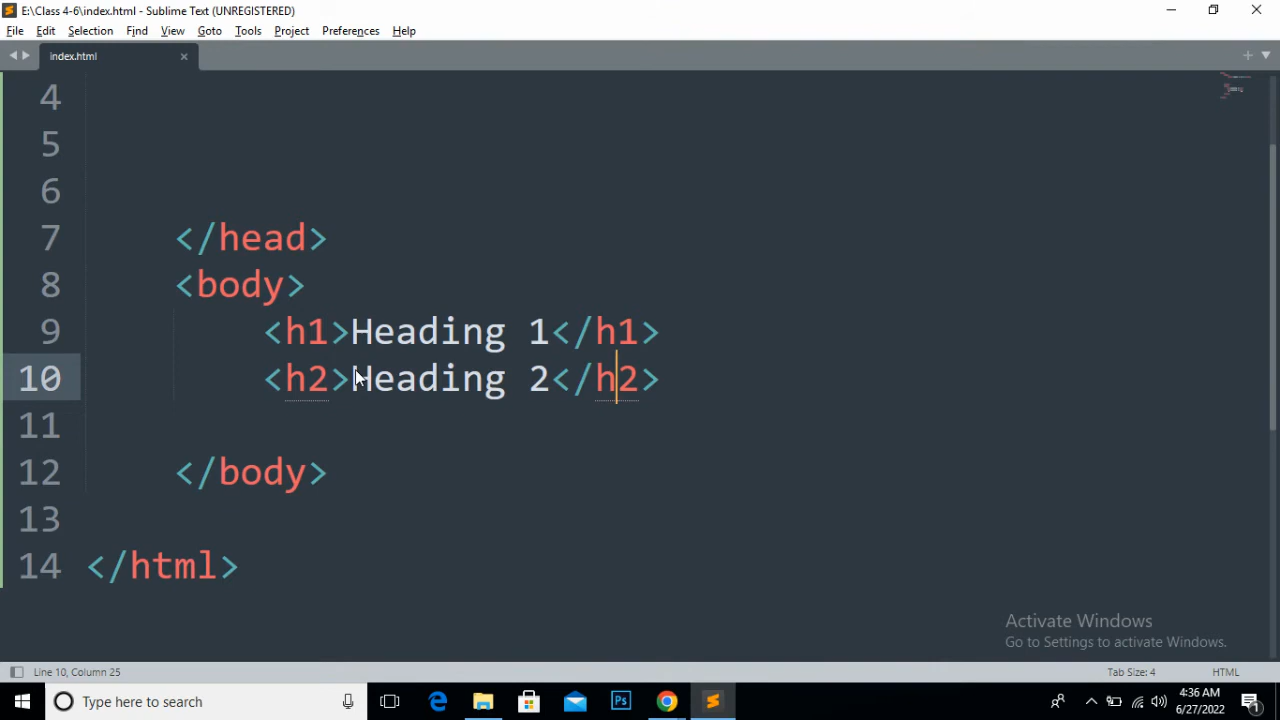 E:\Class 4-6\index.html - Sublime Text (UNREGISTERED)
File Edit Selection Find View Goto Tools Project Preferences Help
index.html
4
5
6
7 </head>
8 <body>
9 <h1>Heading 1</h1>
10 <h2>Heading 2</h2>
11
12 </body>
13
14 </html>
Activate Windows
Go to Settings to activate Windows.
Line 10, Column 25 Tab Size: 4 HTML
Type here to search Ps 4:36 AM
6/27/2022 1